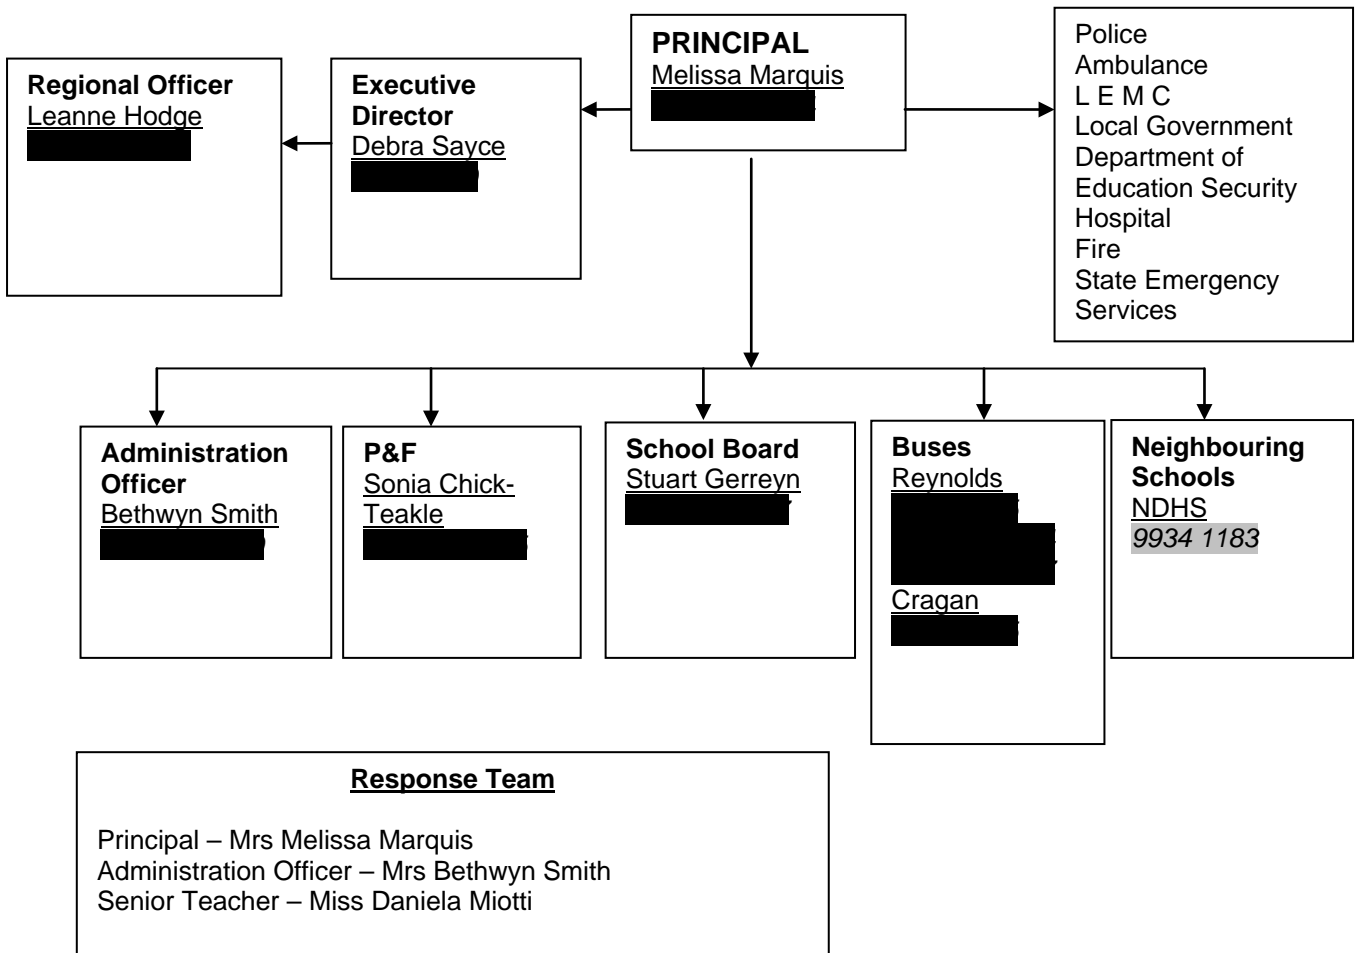 PRINCIPAL
Melissa Marquis
Regional Officer
Leanne Hodge
Executive
Director
Debra Sayce
Police
Ambulance
L E M C
Local Government
Department of
Education Security
Hospital
Fire
State Emergency
Services
Administration
Officer
Bethwyn Smith
P&F
Sonia Chick-
Teakle
School Board
Stuart Gerreyn
Buses
Reynolds
Cragan
Neighbouring
Schools
NDHS
9934 1183
Response Team
Principal – Mrs Melissa Marquis
Administration Officer – Mrs Bethwyn Smith
Senior Teacher – Miss Daniela Miotti